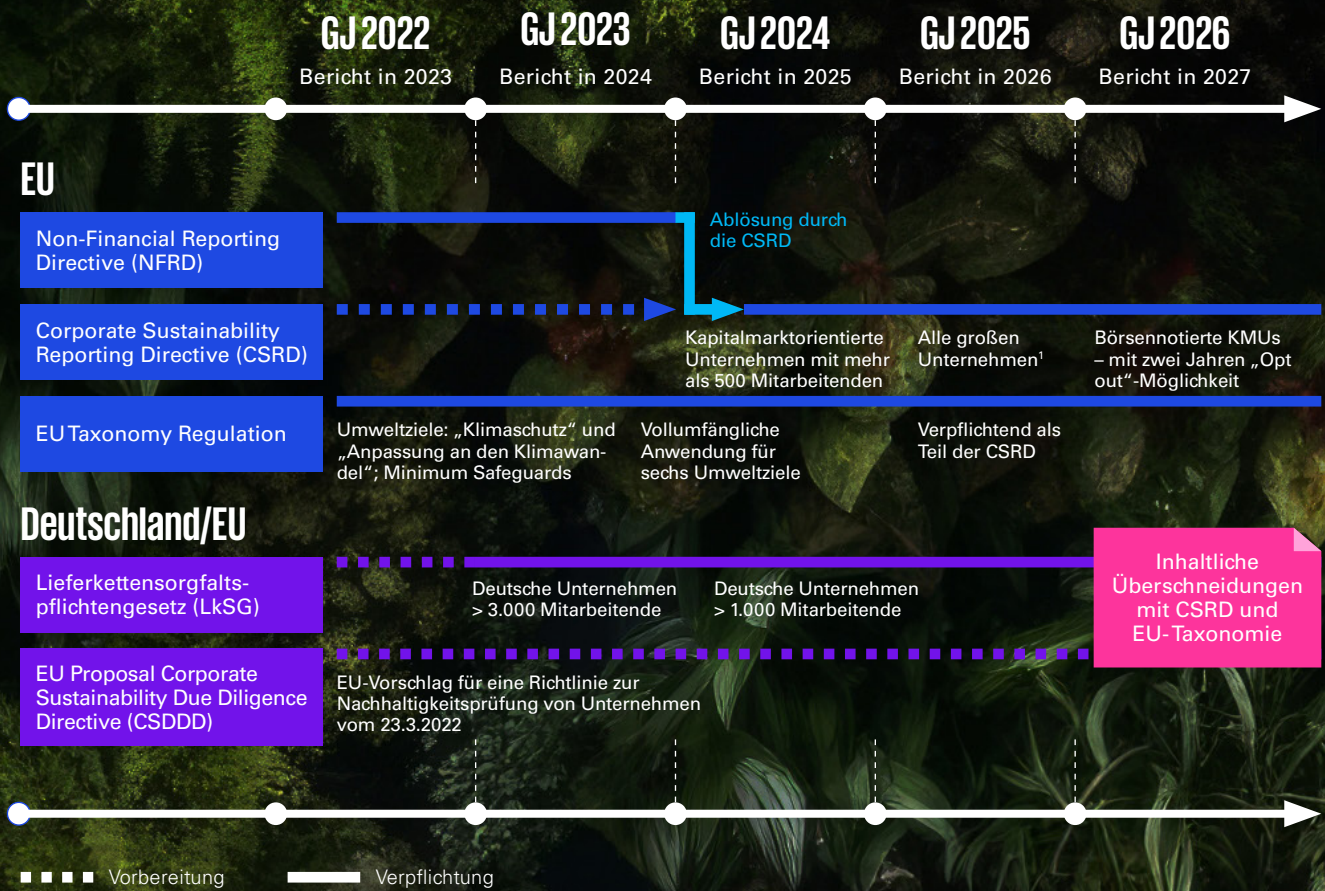 GJ 2022
Bericht in 2023
GJ 2023
Bericht in 2024
GJ 2024
Bericht in 2025
GJ 2025
Bericht in 2026
GJ 2026
Bericht in 2027
EU
Non-Financial Reporting
Directive (NFRD)
Ablösung durch
die CSRD
Corporate Sustainability
Reporting Directive (CSRD)
Kapitalmarktorientierte
Unternehmen mit mehr
als 500 Mitarbeitenden
Alle großen
Unternehmen¹
Börsennotierte KMUs
– mit zwei Jahren „Opt
out“-Möglichkeit
EU Taxonomy Regulation
Umweltziele: „Klimaschutz“ und
„Anpassung an den Klimawan-
del“; Minimum Safeguards
Vollumfängliche
Anwendung für
sechs Umweltziele
Verpflichtend als
Teil der CSRD
Deutschland/EU
Lieferkettensorgfalts-
pflichtengesetz (LkSG)
Deutsche Unternehmen
> 3.000 Mitarbeitende
Deutsche Unternehmen
> 1.000 Mitarbeitende
Inhaltliche
Überschneidungen
mit CSRD und
EU-Taxonomie
EU Proposal Corporate
Sustainability Due Diligence
Directive (CSDDD)
EU-Vorschlag für eine Richtlinie zur
Nachhaltigkeitsprüfung von Unternehmen
vom 23.3.2022
Vorbereitung
Verpflichtung